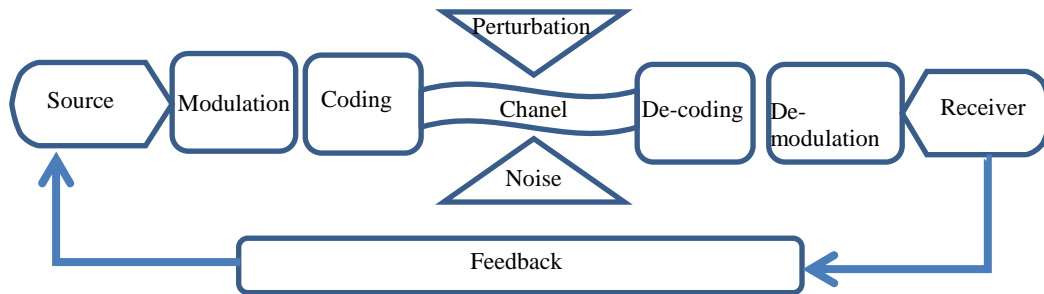 Perturbation
Source
Modulation
Coding
Chanel
De-coding
De-
modulation
Receiver
Noise
Feedback